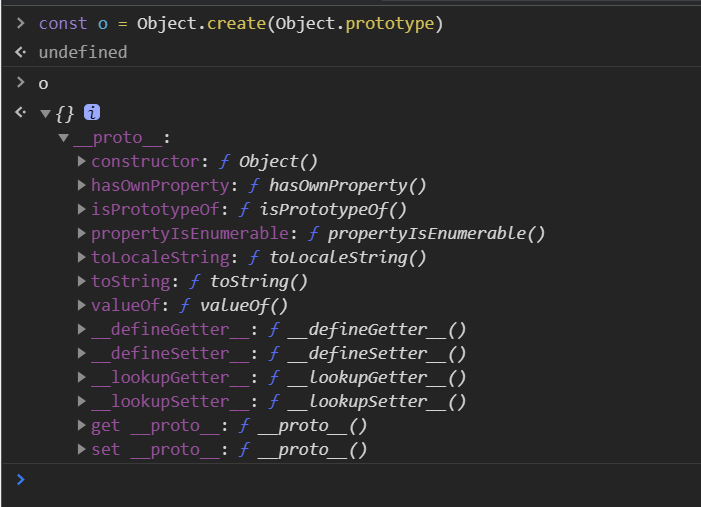 > const o = Object.create(Object.prototype)
undefined
> o
{} i
__proto__:
constructor: ƒ Object()
hasOwnProperty: ƒ hasOwnProperty()
isPrototypeOf: ƒ isPrototypeOf()
propertyIsEnumerable: ƒ propertyIsEnumerable()
toLocaleString: ƒ toLocaleString()
toString: ƒ toString()
valueOf: ƒ valueOf()
__defineGetter__: ƒ __defineGetter__()
__defineSetter__: ƒ __defineSetter__()
__lookupGetter__: ƒ __lookupGetter__()
__lookupSetter__: ƒ __lookupSetter__()
get __proto__: ƒ __proto__()
set __proto__: ƒ __proto__()
>